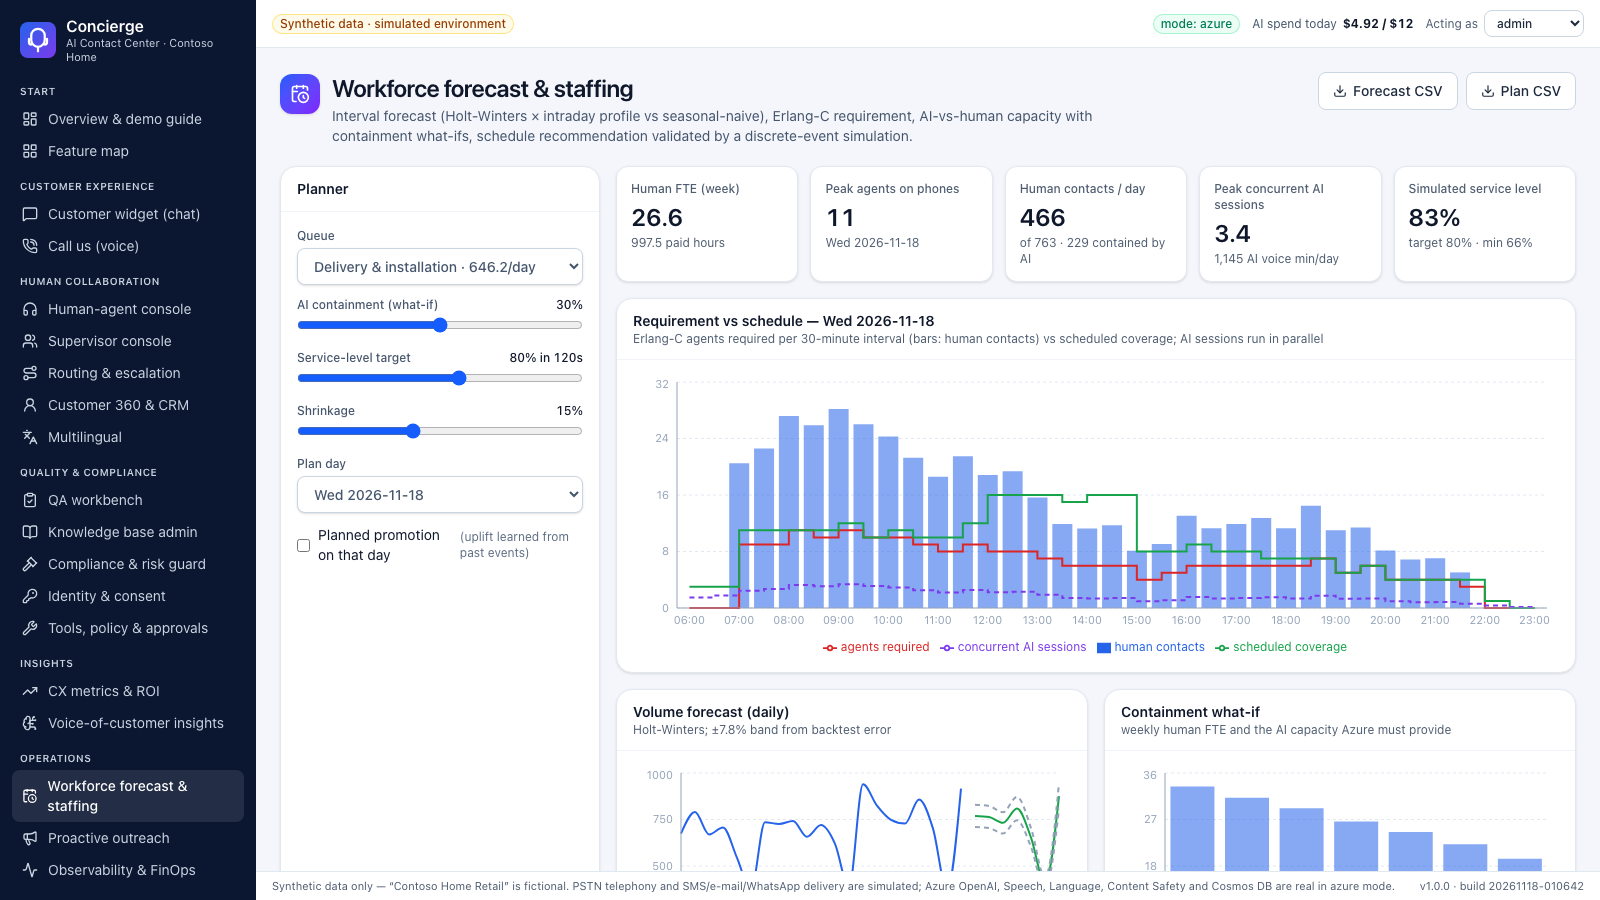 Concierge
AI Contact Center · Contoso
Home
START
Overview & demo guide
Feature map
CUSTOMER EXPERIENCE
Customer widget (chat)
Call us (voice)
HUMAN COLLABORATION
Human-agent console
Supervisor console
Routing & escalation
Customer 360 & CRM
Multilingual
QUALITY & COMPLIANCE
QA workbench
Knowledge base admin
Compliance & risk guard
Identity & consent
Tools, policy & approvals
INSIGHTS
CX metrics & ROI
Voice-of-customer insights
OPERATIONS
Workforce forecast &
staffing
Proactive outreach
Observability & FinOps
Synthetic data · simulated environment
mode: azure
AI spend today $4.92 / $12
Acting as
admin
Workforce forecast & staffing
Interval forecast (Holt-Winters × intraday profile vs seasonal-naive), Erlang-C requirement, AI-vs-human capacity with
containment what-ifs, schedule recommendation validated by a discrete-event simulation.
Forecast CSV
Plan CSV
Planner
Queue
Delivery & installation · 646.2/day
AI containment (what-if) 30%
Service-level target 80% in 120s
Shrinkage 15%
Plan day
Wed 2026-11-18
Planned promotion
on that day
(uplift learned from
past events)
Human FTE (week)
26.6
997.5 paid hours
Peak agents on phones
11
Wed 2026-11-18
Human contacts / day
466
of 763 · 229 contained by
AI
Peak concurrent AI
sessions
3.4
1,145 AI voice min/day
Simulated service level
83%
target 80% · min 66%
Requirement vs schedule — Wed 2026-11-18
Erlang-C agents required per 30-minute interval (bars: human contacts) vs scheduled coverage; AI sessions run in parallel
32
24
16
8
0
06:00 07:00 08:00 09:00 10:00 11:00 12:00 13:00 14:00 15:00 16:00 17:00 18:00 19:00 20:00 21:00 22:00 23:00
agents required concurrent AI sessions human contacts scheduled coverage
Volume forecast (daily)
Holt-Winters; ±7.8% band from backtest error
1000
750
500
Containment what-if
weekly human FTE and the AI capacity Azure must provide
36
27
18
Synthetic data only — “Contoso Home Retail” is fictional. PSTN telephony and SMS/e-mail/WhatsApp delivery are simulated; Azure OpenAI, Speech, Language, Content Safety and Cosmos DB are real in azure mode.
v1.0.0 · build 20261118-010642